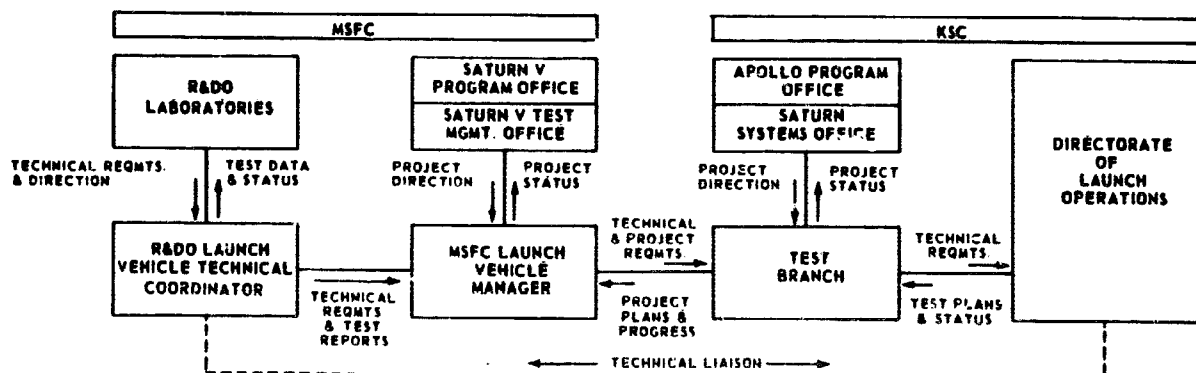 MSFC
KSC
R&DO
LABORATORIES
SATURN V
PROGRAM OFFICE
SATURN V TEST
MGMT. OFFICE
APOLLO PROGRAM
OFFICE
SATURN
SYSTEMS OFFICE
DIRECTORATE
OF
LAUNCH
OPERATIONS
TECHNICAL REQMTS.
& DIRECTION
TEST DATA
& STATUS
PROJECT
DIRECTION
PROJECT
STATUS
PROJECT
DIRECTION
PROJECT
STATUS
R&DO LAUNCH
VEHICLE TECHNICAL
COORDINATOR
TECHNICAL
REQMTS
& TEST
REPORTS
MSFC LAUNCH
VEHICLE
MANAGER
TECHNICAL
& PROJECT
REQMTS.
PROJECT
PLANS &
PROGRESS
TEST
BRANCH
TECHNICAL
REQMTS.
TEST PLANS
& STATUS
TECHNICAL LIAISON